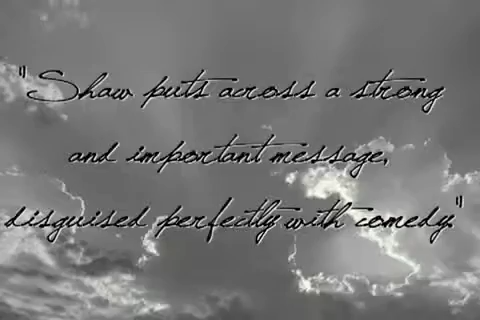 "Shaw puts across a strong
and important message,
disguised perfectly with comedy."